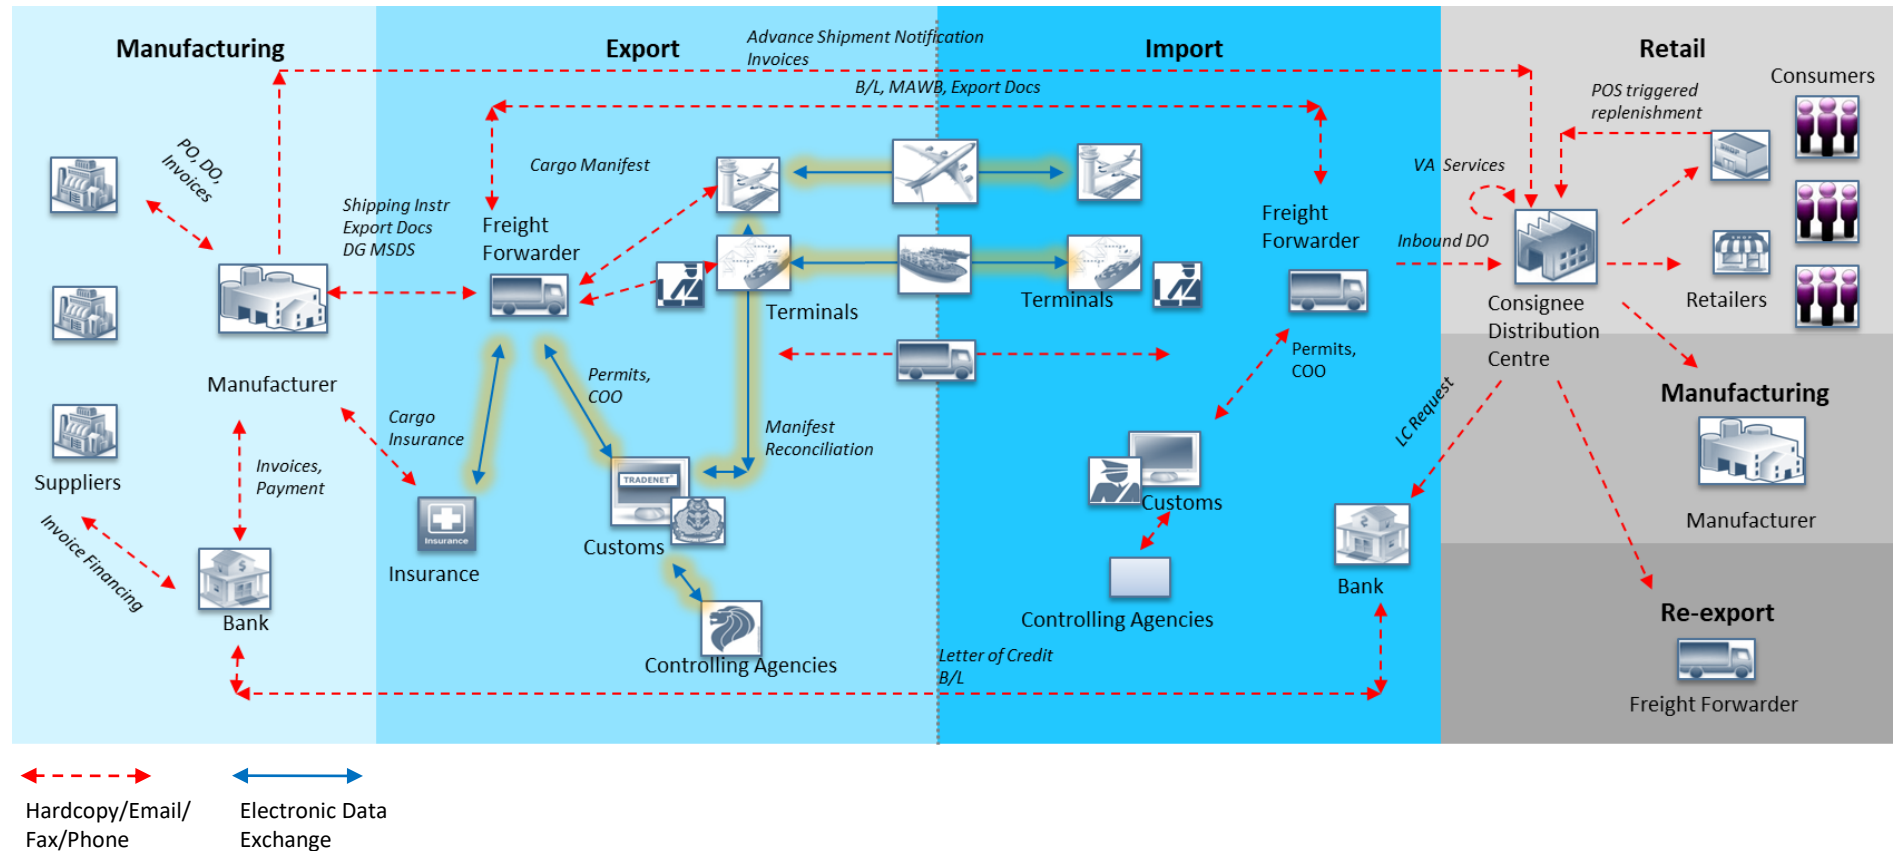 Manufacturing
Export
Import
Retail
Advance Shipment Notification
Invoices
B/L, MAWB, Export Docs
Consumers
POS triggered
replenishment
PO, DO,
Invoices
Cargo Manifest
VA Services
Shipping Instr
Export Docs
DG MSDS
Freight
Forwarder
Freight
Forwarder
Inbound DO
Terminals
Terminals
Consignee
Distribution
Centre
Retailers
Manufacturer
Permits,
COO
Permits,
COO
Cargo
Insurance
Manifest
Reconciliation
LC Request
Manufacturing
Suppliers
Invoices,
Payment
TRADENET
Customs
Customs
Insurance
Insurance
Manufacturer
Invoice Financing
Bank
Bank
Controlling Agencies
Controlling Agencies
Re-export
Freight Forwarder
Letter of Credit
B/L
Hardcopy/Email/
Fax/Phone
Electronic Data
Exchange